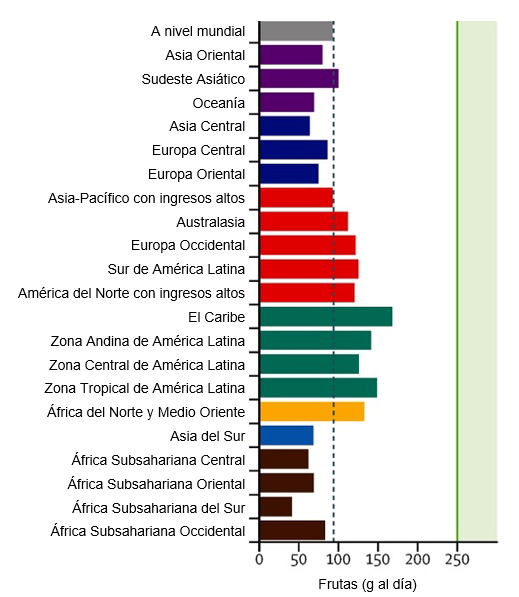 A nivel mundial
Asia Oriental
Sudeste Asiático
Oceanía
Asia Central
Europa Central
Europa Oriental
Asia-Pacífico con ingresos altos
Australasia
Europa Occidental
Sur de América Latina
América del Norte con ingresos altos
El Caribe
Zona Andina de América Latina
Zona Central de América Latina
Zona Tropical de América Latina
África del Norte y Medio Oriente
Asia del Sur
África Subsahariana Central
África Subsahariana Oriental
África Subsahariana del Sur
África Subsahariana Occidental
0 50 100 150 200 250
Frutas (g al día)